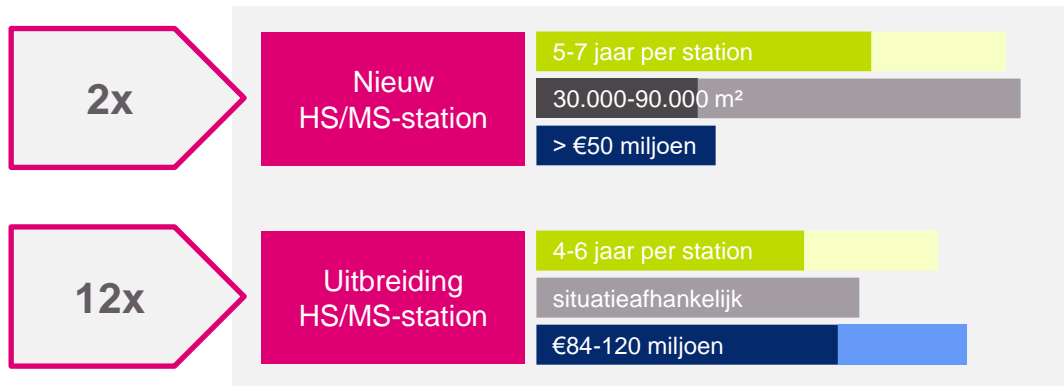 2x
Nieuw
HS/MS-station
5-7 jaar per station
30.000-90.000 m²
> €50 miljoen
12x
Uitbreiding
HS/MS-station
4-6 jaar per station
situatieafhankelijk
€84-120 miljoen